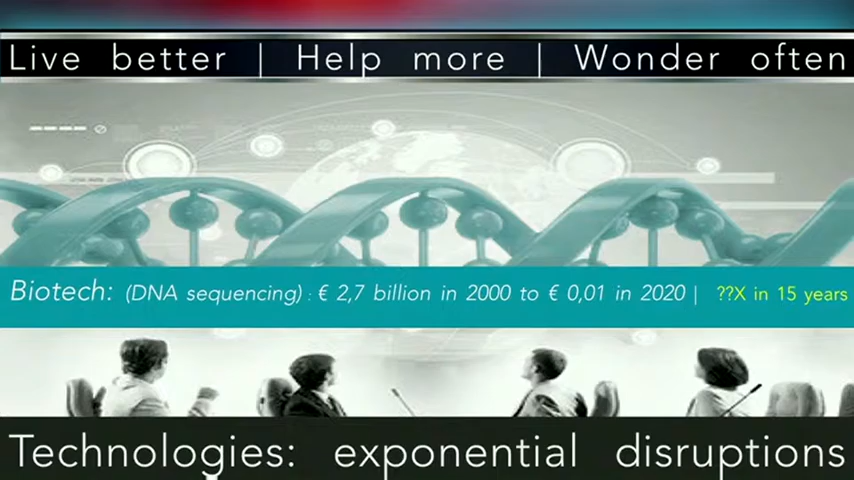 Live better | Help more | Wonder often
Biotech: (DNA sequencing) : € 2,7 billion in 2000 to € 0,01 in 2020 | ??X in 15 years
Technologies: exponential disruptions